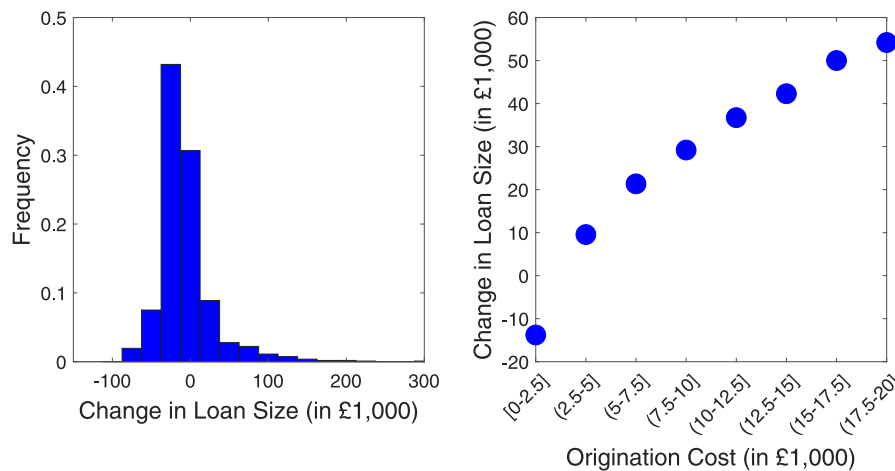 0.5
0.4
0.3
0.2
0.1
0
Frequency
-100 0 100 200 300
Change in Loan Size (in £1,000)
60
50
40
30
20
10
0
-10
-20
Change in Loan Size (in £1,000)
[0-2.5] (2.5-5] (5-7.5] (7.5-10] (10-12.5] (12.5-15] (15-17.5] (17.5-20]
Origination Cost (in £1,000)